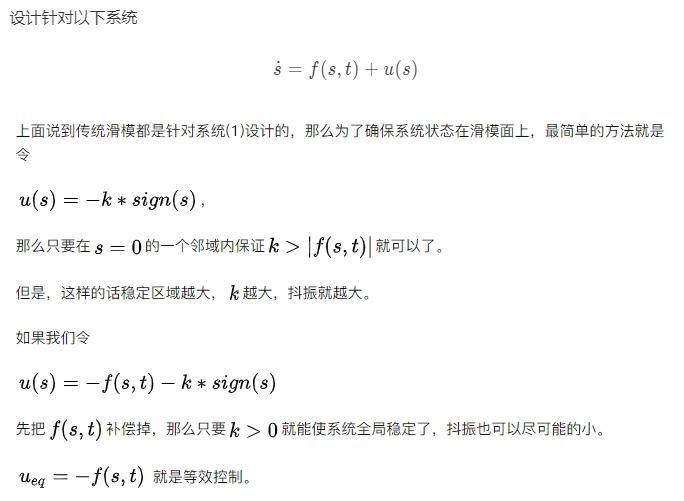 设计针对以下系统
ṡ = f(s, t) + u(s)
上面说到传统滑模都是针对系统(1)设计的，那么为了确保系统状态在滑模面上，最简单的方法就是
令
u(s) = −k ∗ sign(s)，
那么只要在 s = 0 的一个邻域内保证 k > |f(s, t)| 就可以了。
但是，这样的话稳定区域越大， k 越大，抖振就越大。
如果我们令
u(s) = −f(s, t) − k ∗ sign(s)
先把 f(s, t) 补偿掉，那么只要 k > 0 就能使系统全局稳定了，抖振也可以尽可能的小。
u_{eq} = −f(s, t) 就是等效控制。